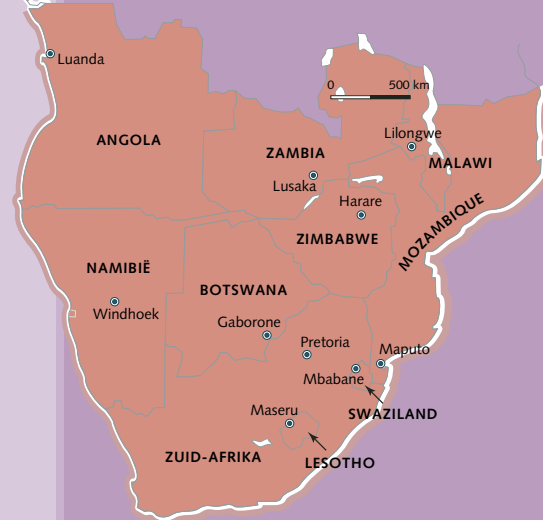 Luanda
0 500 km
ANGOLA
Lilongwe
ZAMBIA
MALAWI
Lusaka
Harare
MOZAMBIQUE
ZIMBABWE
NAMIBIË
BOTSWANA
Windhoek
Gaborone
Pretoria
Maputo
Mbabane
Maseru
SWAZILAND
ZUID-AFRIKA
LESOTHO